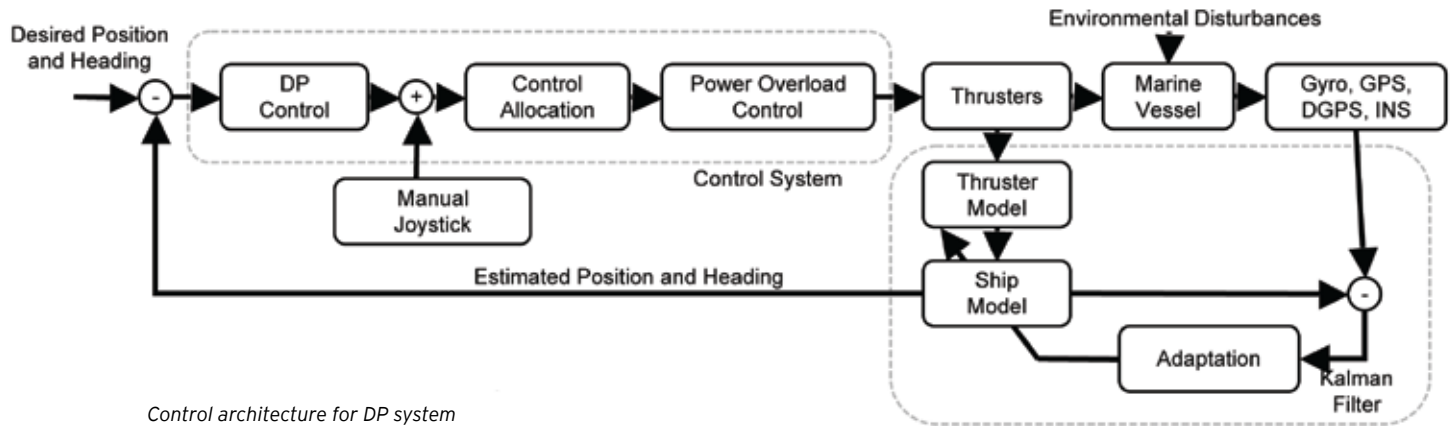 Environmental Disturbances
Desired Position
and Heading
-
DP
Control
+
Control
Allocation
Power Overload
Control
Thrusters
Marine
Vessel
Gyro, GPS,
DGPS, INS
Control System
Manual
Joystick
Thruster
Model
Estimated Position and Heading
Ship
Model
-
Adaptation
Kalman
Filter
Control architecture for DP system